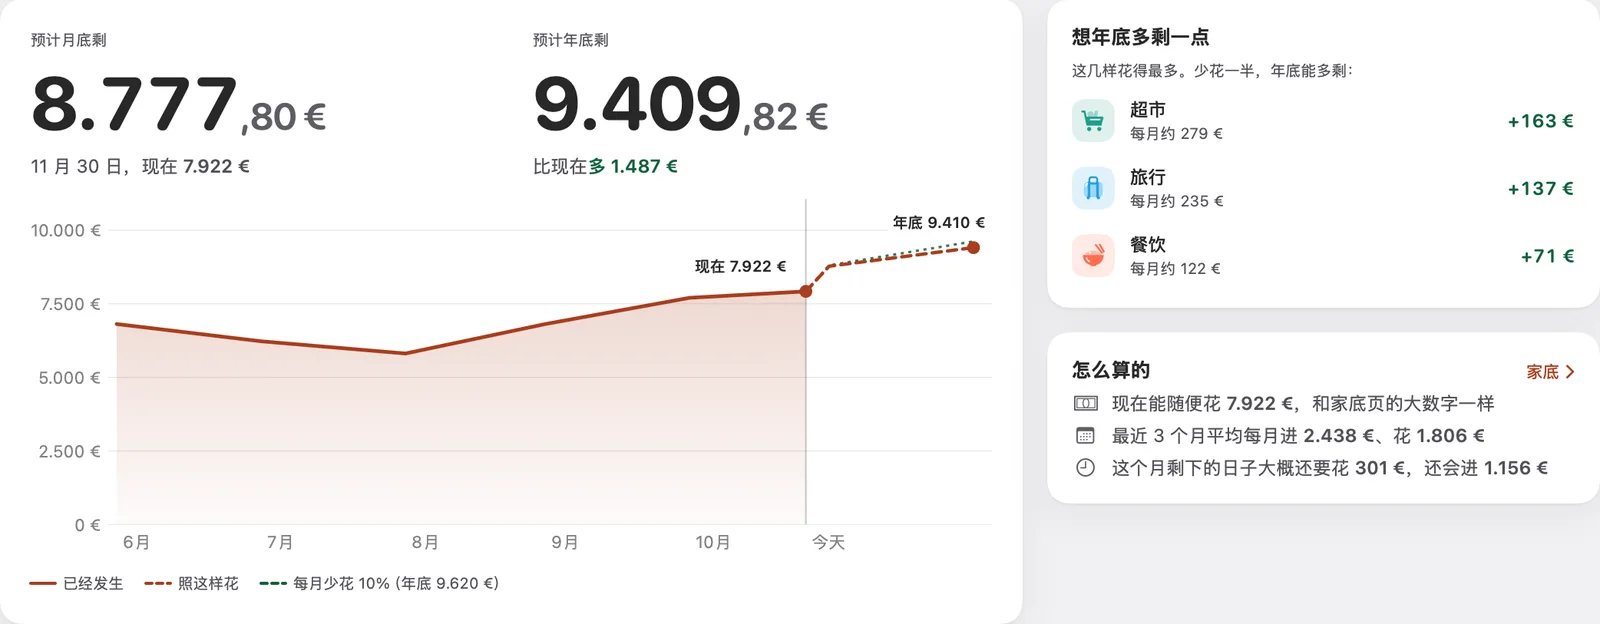 预计月底剩
8.777,80 €
11 月 30 日，现在 7.922 €
预计年底剩
9.409,82 €
比现在多 1.487 €
10.000 €
7.500 €
5.000 €
2.500 €
0 €
现在 7.922 €
年底 9.410 €
6月
7月
8月
9月
10月
今天
已经发生
照这样花
每月少花 10% (年底 9.620 €)
想年底多剩一点
这几样花得最多。少花一半，年底能多剩：
超市
每月约 279 €
+163 €
旅行
每月约 235 €
+137 €
餐饮
每月约 122 €
+71 €
怎么算的
家底
现在能随便花 7.922 €，和家底页的大数字一样
最近 3 个月平均每月进 2.438 €、花 1.806 €
这个月剩下的日子大概还要花 301 €，还会进 1.156 €